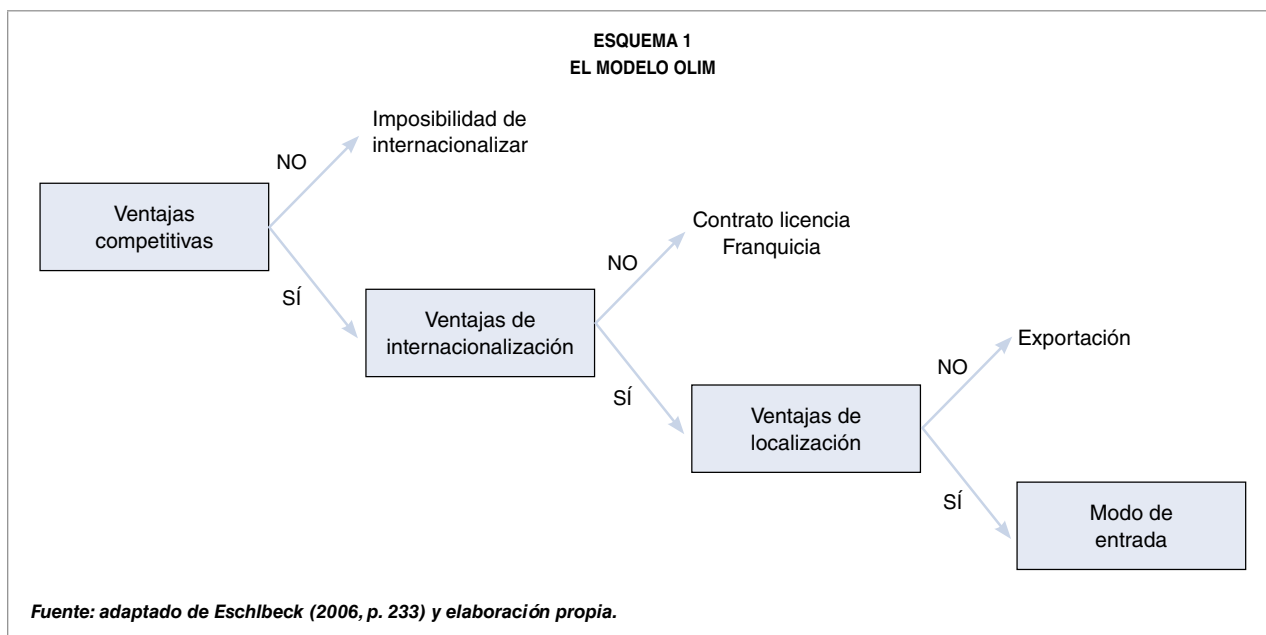 ESQUEMA 1
EL MODELO OLIM
Imposibilidad de
internacionalizar
NO
Ventajas
competitivas
SÍ
Contrato licencia
Franquicia
NO
Ventajas de
internacionalización
SÍ
Exportación
NO
Ventajas de
localización
SÍ
Modo de
entrada
Fuente: adaptado de Eschlbeck (2006, p. 233) y elaboración propia.